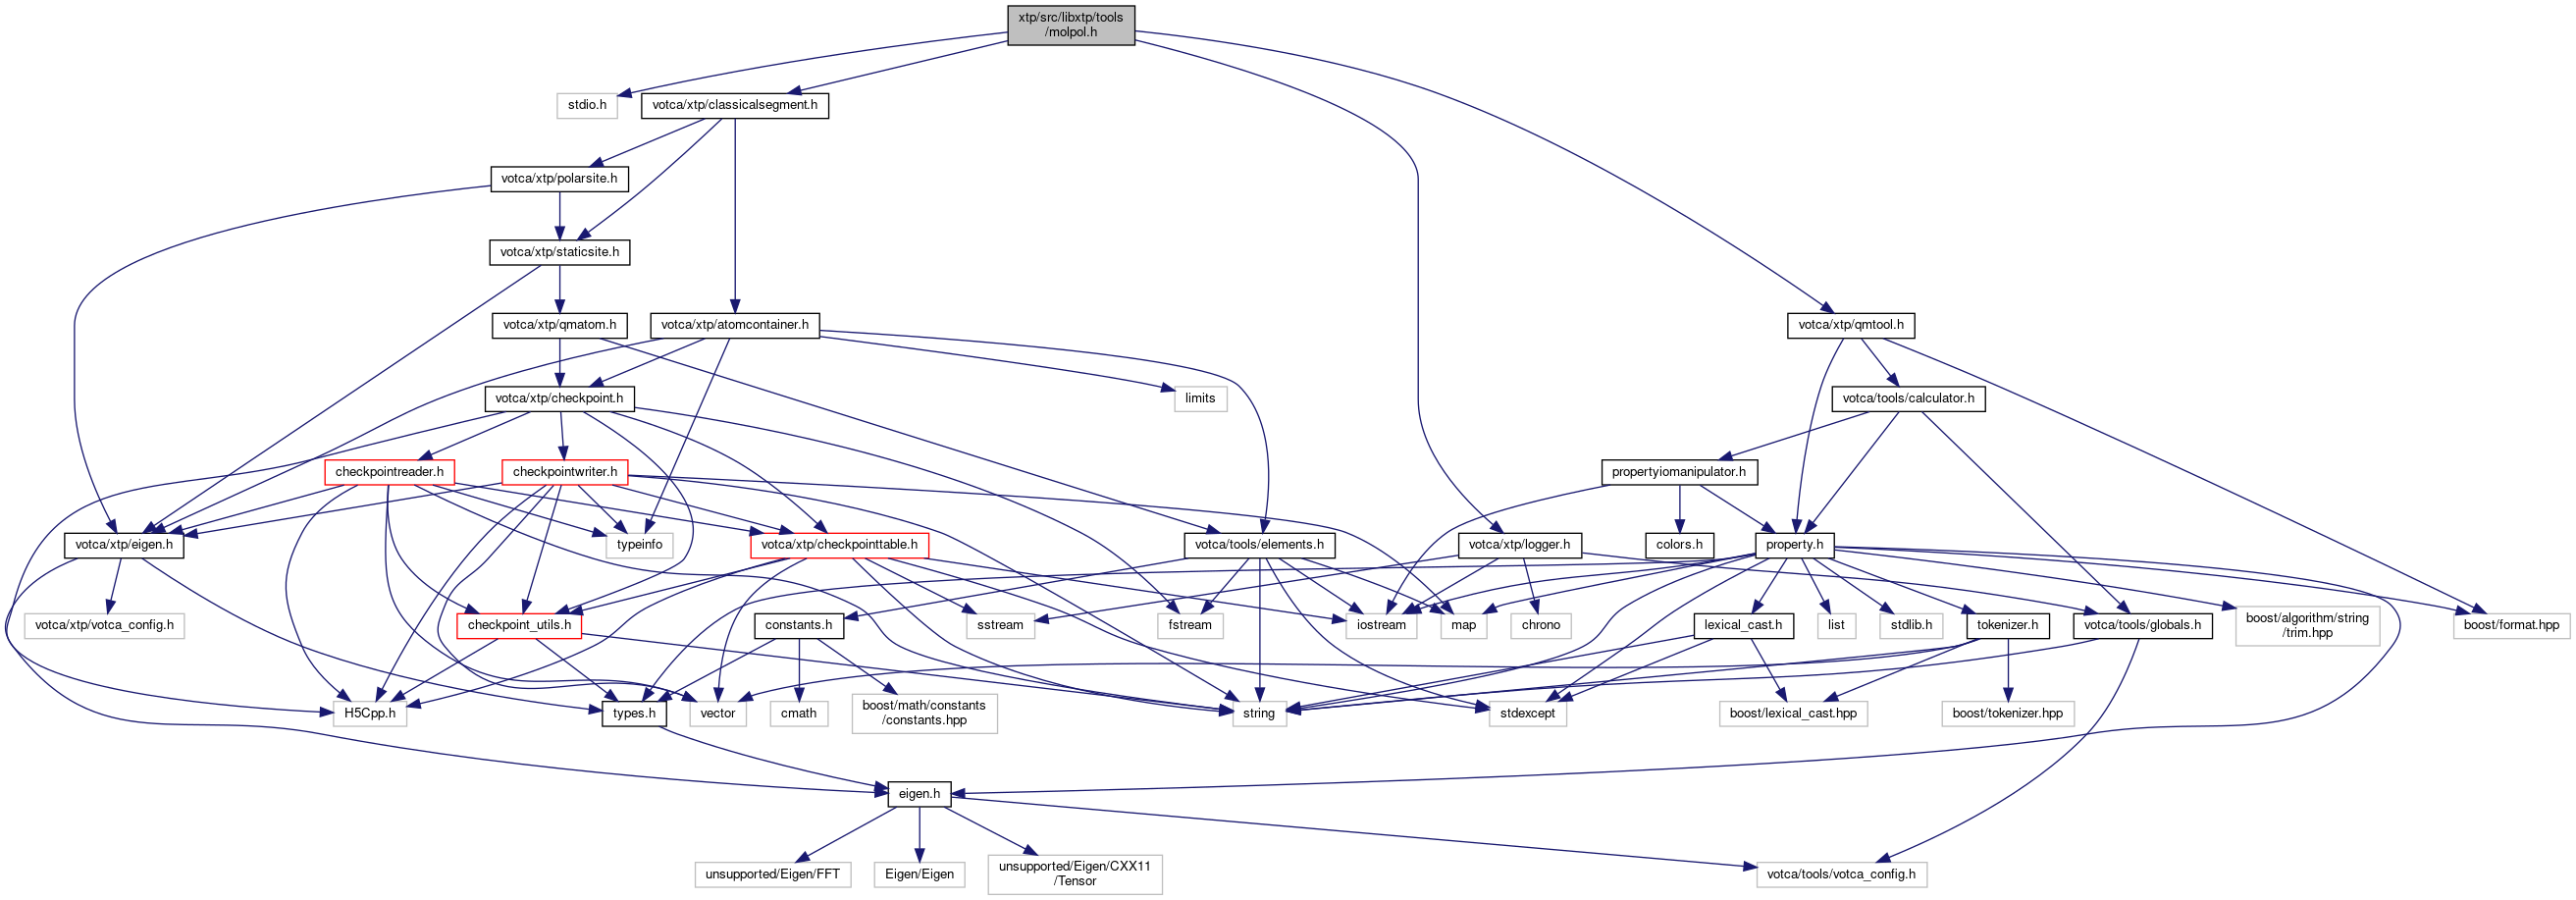 xtp/src/libxtp/tools
/molpol.h
stdio.h
votca/xtp/classicalsegment.h
votca/xtp/polarsite.h
votca/xtp/staticsite.h
votca/xtp/qmatom.h
votca/xtp/atomcontainer.h
votca/xtp/qmtool.h
votca/xtp/checkpoint.h
limits
votca/tools/calculator.h
checkpointreader.h
checkpointwriter.h
propertyiomanipulator.h
votca/xtp/eigen.h
typeinfo
votca/xtp/checkpointtable.h
votca/tools/elements.h
votca/xtp/logger.h
colors.h
property.h
votca/xtp/votca_config.h
checkpoint_utils.h
constants.h
sstream
fstream
iostream
map
chrono
lexical_cast.h
list
stdlib.h
tokenizer.h
votca/tools/globals.h
boost/algorithm/string
/trim.hpp
boost/format.hpp
H5Cpp.h
types.h
vector
cmath
boost/math/constants
/constants.hpp
string
stdexcept
boost/lexical_cast.hpp
boost/tokenizer.hpp
eigen.h
unsupported/Eigen/FFT
Eigen/Eigen
unsupported/Eigen/CXX11
/Tensor
votca/tools/votca_config.h